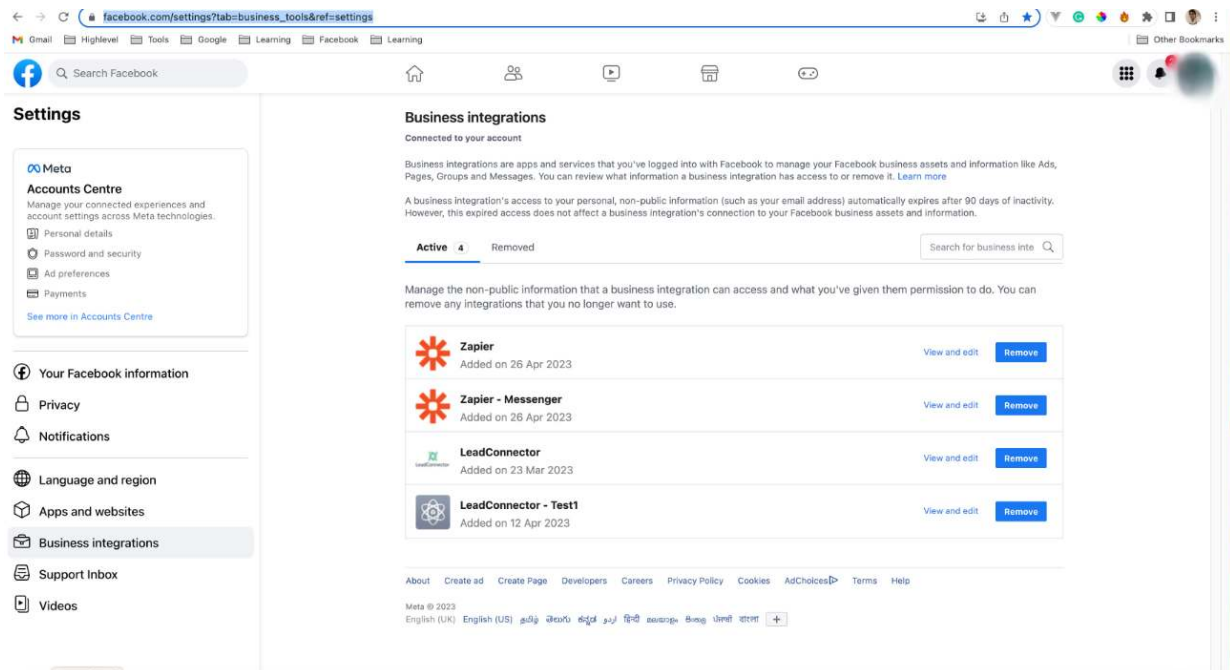 facebook.com/settings?tab=business_tools&ref=settings
Gmail Highlevel Tools Google Learning Facebook Learning Other Bookmarks
Search Facebook
Settings
Meta
Accounts Centre
Manage your connected experiences and
account settings across Meta technologies.
Personal details
Password and security
Ad preferences
Payments
See more in Accounts Centre
Your Facebook information
Privacy
Notifications
Language and region
Apps and websites
Business integrations
Support Inbox
Videos
Business integrations
Connected to your account
Business integrations are apps and services that you've logged into with Facebook to manage your Facebook business assets and information like Ads,
Pages, Groups and Messages. You can review what information a business integration has access to or remove it. Learn more
A business integration's access to your personal, non-public information (such as your email address) automatically expires after 90 days of inactivity.
However, this expired access does not affect a business integration's connection to your Facebook business assets and information.
Active 4 Removed Search for business inte
Manage the non-public information that a business integration can access and what you've given them permission to do. You can
remove any integrations that you no longer want to use.
Zapier
Added on 26 Apr 2023
View and edit Remove
Zapier - Messenger
Added on 26 Apr 2023
View and edit Remove
LeadConnector
LeadConnector
Added on 23 Mar 2023
View and edit Remove
LeadConnector - Test1
Added on 12 Apr 2023
View and edit Remove
About Create ad Create Page Developers Careers Privacy Policy Cookies AdChoices Terms Help
Meta © 2023
English (UK) English (US) தமிழ் తెలుగు ಕನ್ನಡ اردو हिन्दी മലയാളം සිංහල ਪੰਜਾਬੀ বাংলা +